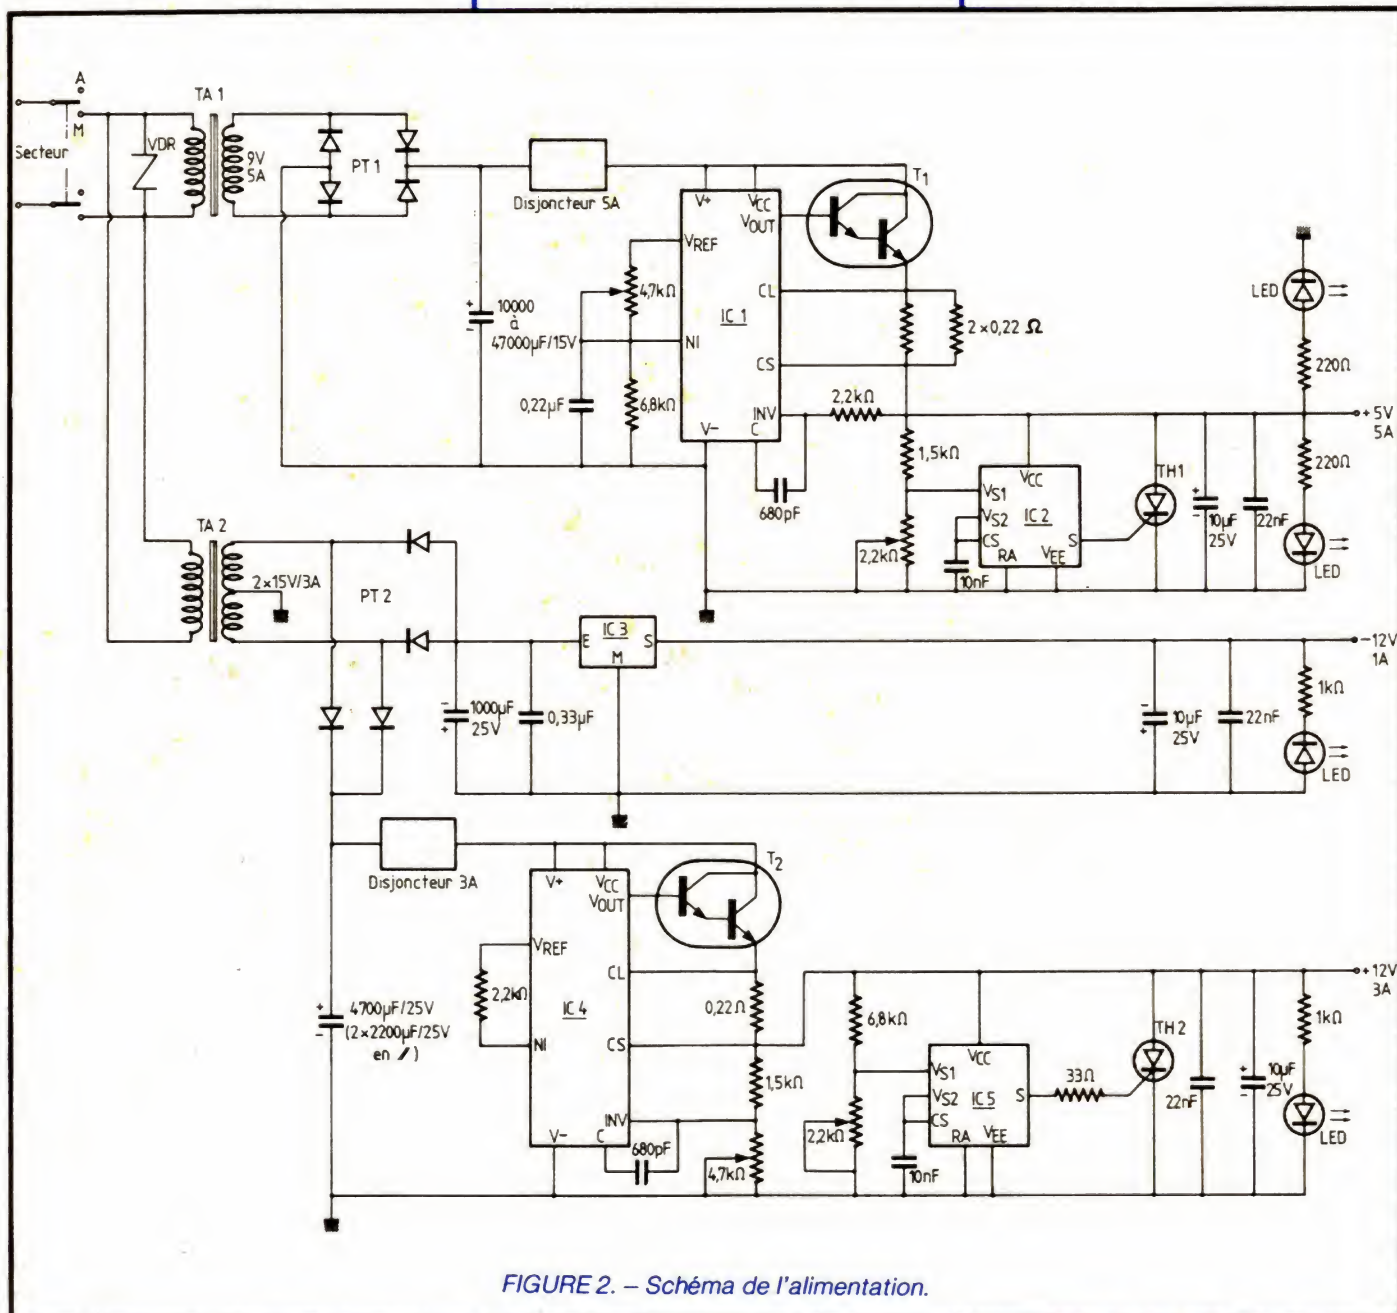 A
M
Secteur
VDR
TA 1
9V
5A
PT 1
Disjoncteur 5A
10000
à
47000µF/15V
0,22µF
4,7kΩ
6,8kΩ
V+
VCC
VOUT
VREF
CL
IC 1
NI
CS
INV
V-
C
680pF
T1
2×0,22 Ω
2,2kΩ
1,5kΩ
2,2kΩ
VCC
VS1
VS2
CS
IC 2
S
RA
VEE
10nF
TH1
10µF
25V
22nF
LED
220Ω
+5V
5A
220Ω
LED
TA 2
2×15V/3A
PT 2
1000µF
25V
0,33µF
IC 3
E
S
M
10µF
25V
22nF
-12V
1A
1kΩ
LED
Disjoncteur 3A
4700µF/25V
(2×2200µF/25V
en //)
2,2kΩ
V+
VCC
VOUT
VREF
CL
IC 4
NI
CS
INV
V-
C
680pF
T2
0,22Ω
1,5kΩ
4,7kΩ
6,8kΩ
2,2kΩ
VCC
VS1
VS2
CS
IC 5
S
RA
VEE
10nF
33Ω
TH2
22nF
10µF
25V
+12V
3A
1kΩ
LED
FIGURE 2. – Schéma de l'alimentation.